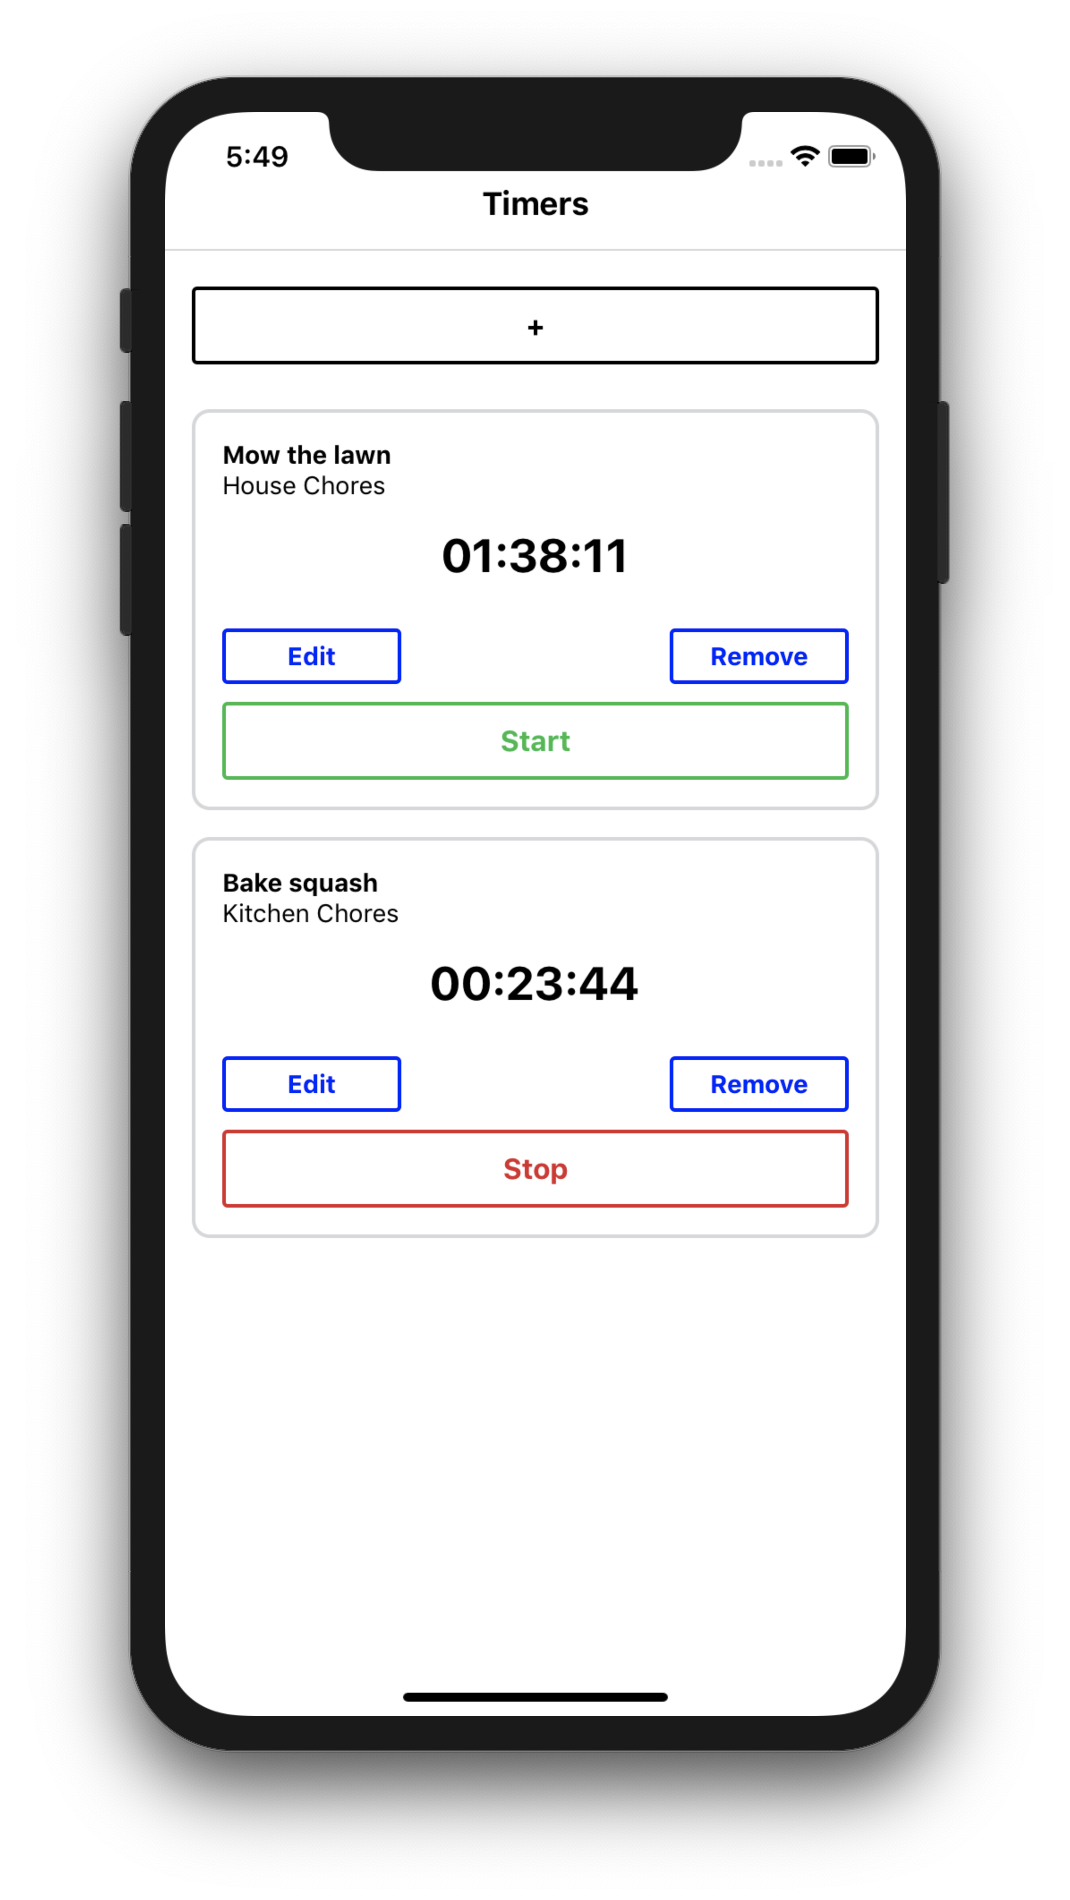 5:49
Timers
+
Mow the lawn
House Chores
01:38:11
Edit Remove
Start
Bake squash
Kitchen Chores
00:23:44
Edit Remove
Stop